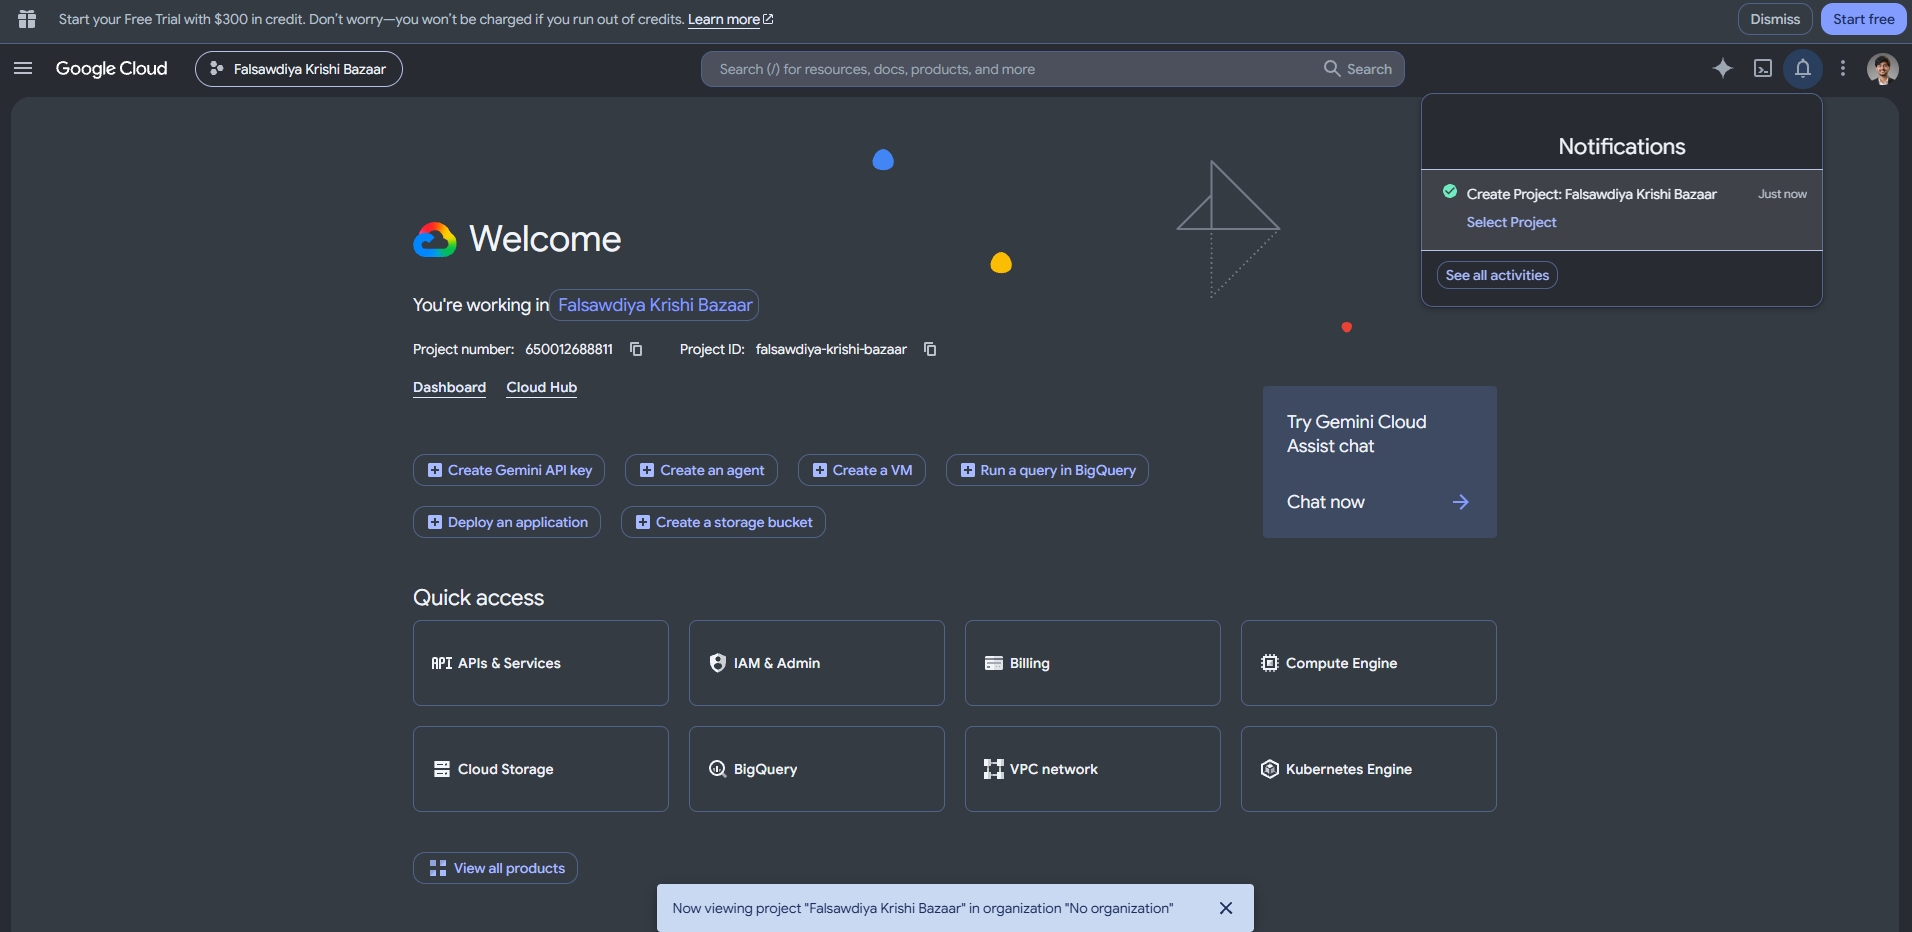 Start your Free Trial with $300 in credit. Don't worry—you won't be charged if you run out of credits. Learn more
Dismiss
Start free
Google Cloud
Falsawdiya Krishi Bazaar
Search (/) for resources, docs, products, and more
Search
Notifications
Create Project: Falsawdiya Krishi Bazaar
Just now
Select Project
See all activities
Welcome
You're working in Falsawdiya Krishi Bazaar
Project number: 650012688811
Project ID: falsawdiya-krishi-bazaar
Dashboard
Cloud Hub
Try Gemini Cloud
Assist chat
Chat now
Create Gemini API key
Create an agent
Create a VM
Run a query in BigQuery
Deploy an application
Create a storage bucket
Quick access
API APIs & Services
IAM & Admin
Billing
Compute Engine
Cloud Storage
BigQuery
VPC network
Kubernetes Engine
View all products
Now viewing project "Falsawdiya Krishi Bazaar" in organization "No organization"